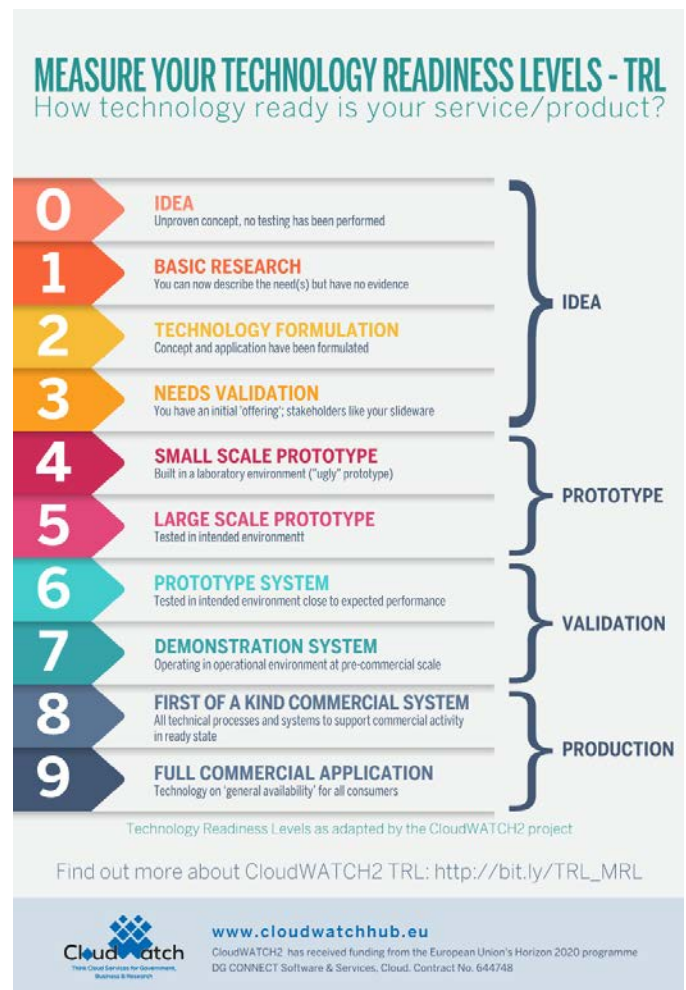 MEASURE YOUR TECHNOLOGY READINESS LEVELS - TRL
How technology ready is your service/product?
0
IDEA
Unproven concept, no testing has been performed
1
BASIC RESEARCH
You can now describe the need(s) but have no evidence
2
TECHNOLOGY FORMULATION
Concept and application have been formulated
3
NEEDS VALIDATION
You have an initial 'offering'; stakeholders like your slideware
IDEA
4
SMALL SCALE PROTOTYPE
Built in a laboratory environment ("ugly" prototype)
5
LARGE SCALE PROTOTYPE
Tested in intended environmentt
PROTOTYPE
6
PROTOTYPE SYSTEM
Tested in intended environment close to expected performance
7
DEMONSTRATION SYSTEM
Operating in operational environment at pre-commercial scale
VALIDATION
8
FIRST OF A KIND COMMERCIAL SYSTEM
All technical processes and systems to support commercial activity
in ready state
9
FULL COMMERCIAL APPLICATION
Technology on 'general availability' for all consumers
PRODUCTION
Technology Readiness Levels as adapted by the CloudWATCH2 project
Find out more about CloudWATCH2 TRL: http://bit.ly/TRL_MRL
CloudWatch
Think Cloud Services for Government,
Business & Research
www.cloudwatchhub.eu
CloudWATCH2 has received funding from the European Union's Horizon 2020 programme
DG CONNECT Software & Services, Cloud. Contract No. 644748